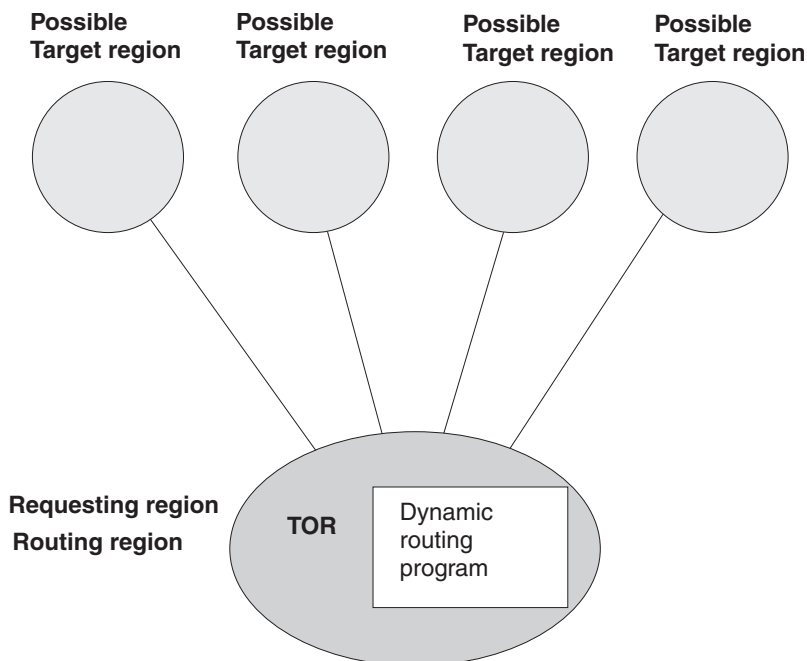 Possible
Target region
Possible
Target region
Possible
Target region
Possible
Target region
Requesting region
Routing region
TOR
Dynamic
routing
program